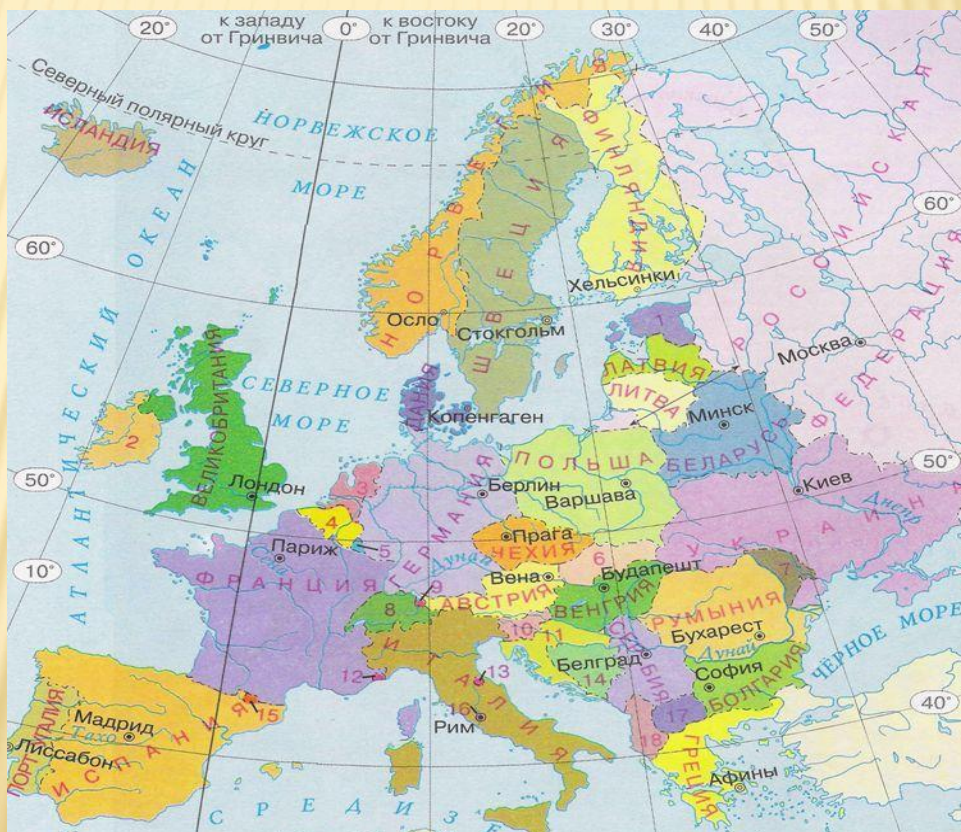 к западу от Гринвича
к востоку от Гринвича
20°
0°
20°
30°
40°
50°
Северный полярный круг
ИСЛАНДИЯ
НОРВЕЖСКОЕ
МОРЕ
АТЛАНТИЧЕСКИЙ ОКЕАН
60°
60°
НОРВЕГИЯ
ШВЕЦИЯ
ФИНЛЯНДИЯ
РОССИЙСКАЯ
ФЕДЕРАЦИЯ
Хельсинки
Осло
Стокгольм
1
Москва
ЛАТВИЯ
ЛИТВА
ВЕЛИКОБРИТАНИЯ
СЕВЕРНОЕ
МОРЕ
ДАНИЯ
Копенгаген
Минск
БЕЛАРУСЬ
2
50°
50°
Лондон
3
ГЕРМАНИЯ
Берлин
ПОЛЬША
Варшава
Киев
Днепр
4
5
Прага
ЧЕХИЯ
6
УКРАИНА
Париж
ФРАНЦИЯ
Дунай
Вена
Будапешт
7
10°
8
9
АВСТРИЯ
ВЕНГРИЯ
РУМЫНИЯ
10
11
Бухарест
ЧЁРНОЕ МОРЕ
СЕРБИЯ
Белград
Дунай
12
13
14
София
БОЛГАРИЯ
ИТАЛИЯ
15
16
17
40°
Рим
18
Мадрид
Тахо
Лиссабон
ПОРТУГАЛИЯ
ИСПАНИЯ
ГРЕЦИЯ
Афины
СРЕДИЗЕ